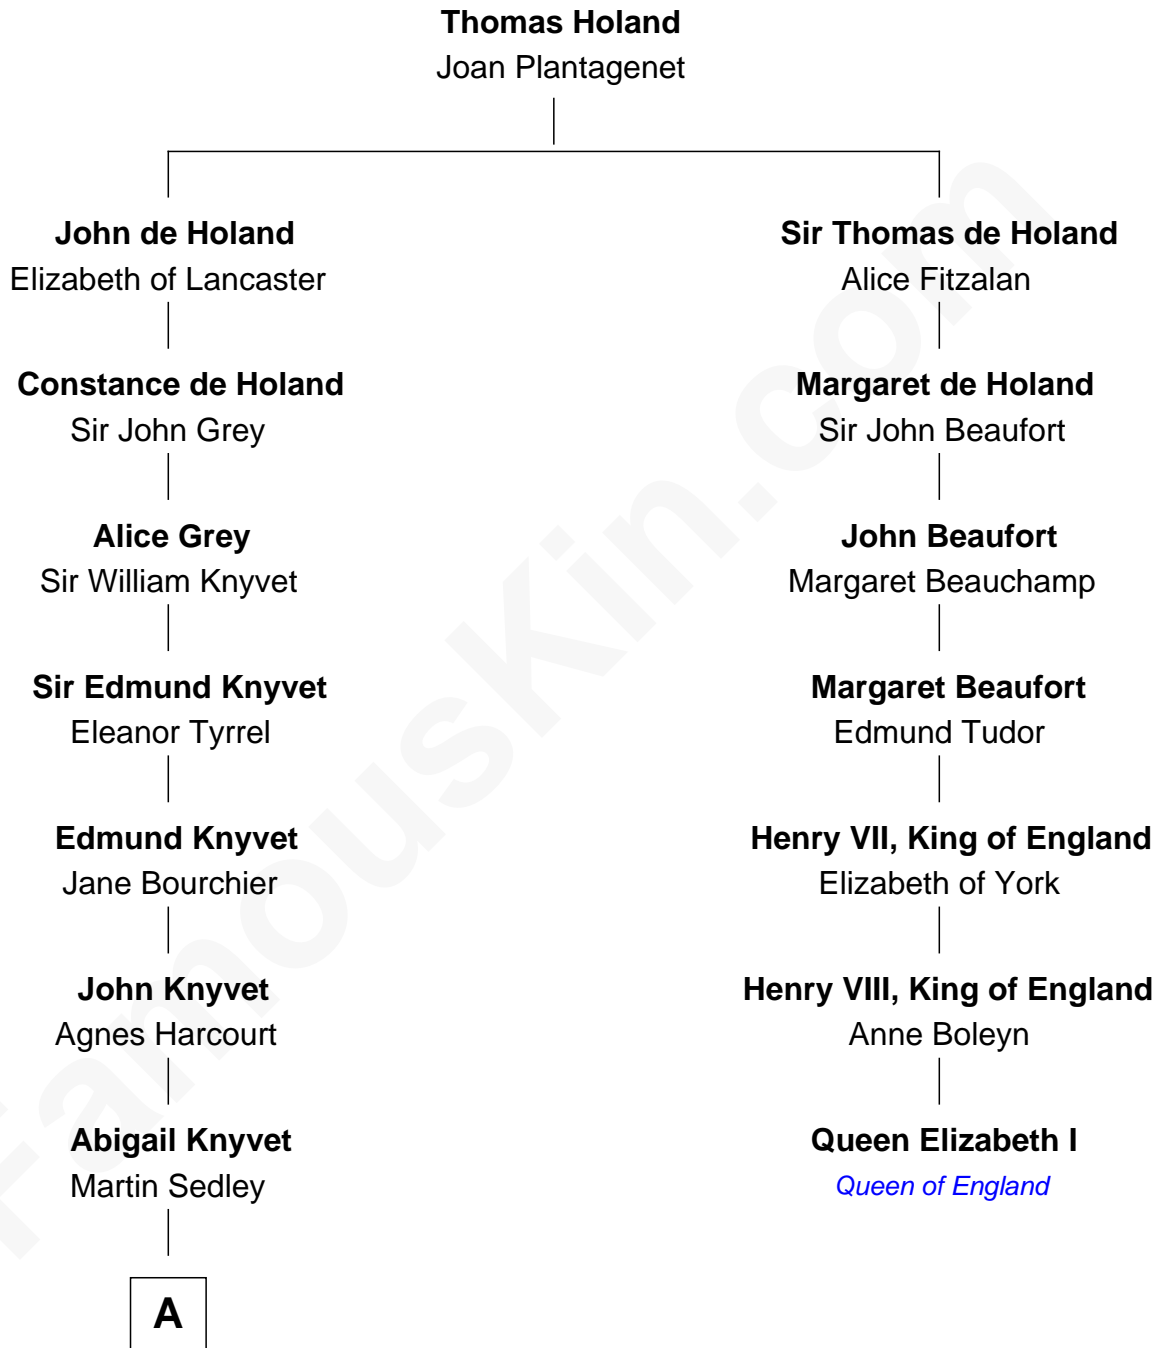 Thomas Holand
Joan Plantagenet
John de Holand
Elizabeth of Lancaster
Constance de Holand
Sir John Grey
Alice Grey
Sir William Knyvet
Sir Edmund Knyvet
Eleanor Tyrrel
Edmund Knyvet
Jane Bourchier
John Knyvet
Agnes Harcourt
Abigail Knyvet
Martin Sedley
A
Sir Thomas de Holand
Alice Fitzalan
Margaret de Holand
Sir John Beaufort
John Beaufort
Margaret Beauchamp
Margaret Beaufort
Edmund Tudor
Henry VII, King of England
Elizabeth of York
Henry VIII, King of England
Anne Boleyn
Queen Elizabeth I
Queen of England
FamousKin.com